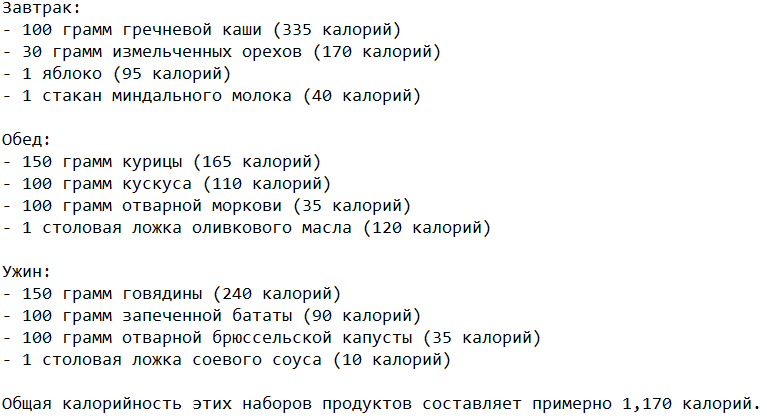 Завтрак:
- 100 грамм гречневой каши (335 калорий)
- 30 грамм измельченных орехов (170 калорий)
- 1 яблоко (95 калорий)
- 1 стакан миндального молока (40 калорий)
Обед:
- 150 грамм курицы (165 калорий)
- 100 грамм кускуса (110 калорий)
- 100 грамм отварной моркови (35 калорий)
- 1 столовая ложка оливкового масла (120 калорий)
Ужин:
- 150 грамм говядины (240 калорий)
- 100 грамм запеченной бататы (90 калорий)
- 100 грамм отварной брюссельской капусты (35 калорий)
- 1 столовая ложка соевого соуса (10 калорий)
Общая калорийность этих наборов продуктов составляет примерно 1,170 калорий.